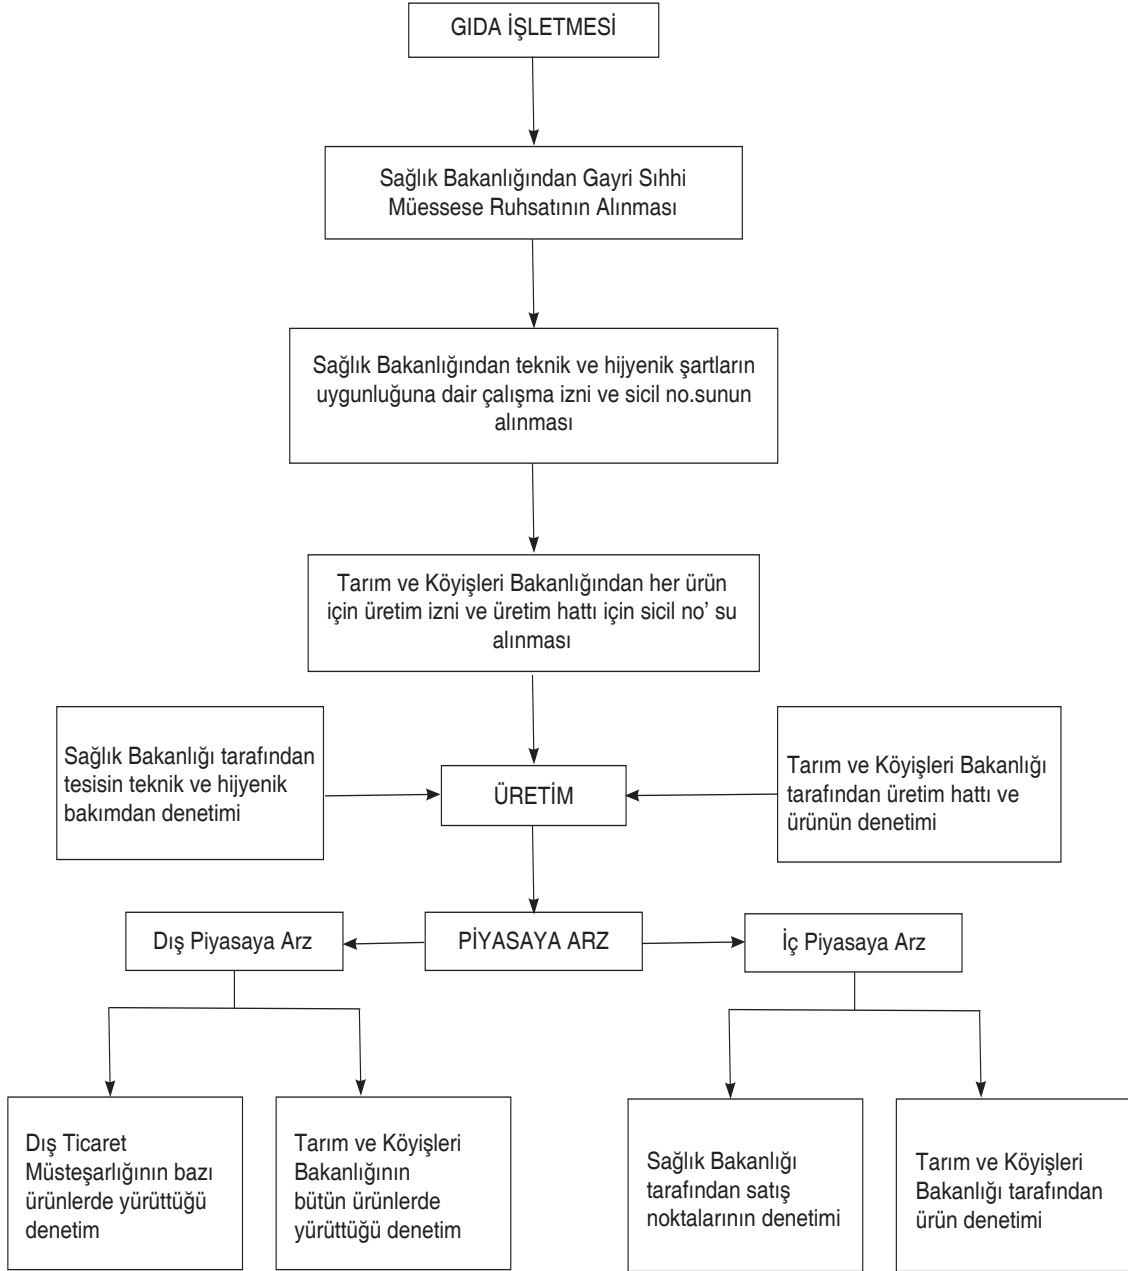 GIDA İŞLETMESİ
Sağlık Bakanlığından Gayri Sıhhi
Müessese Ruhsatının Alınması
Sağlık Bakanlığından teknik ve hijyenik şartların
uygunluğuna dair çalışma izni ve sicil no.sunun
alınması
Tarım ve Köyişleri Bakanlığından her ürün
için üretim izni ve üretim hattı için sicil no' su
alınması
Sağlık Bakanlığı tarafından
tesisin teknik ve hijyenik
bakımdan denetimi
ÜRETİM
Tarım ve Köyişleri Bakanlığı
tarafından üretim hattı ve
ürünün denetimi
Dış Piyasaya Arz
PİYASAYA ARZ
İç Piyasaya Arz
Dış Ticaret
Müsteşarlığının bazı
ürünlerde yürüttüğü
denetim
Tarım ve Köyişleri
Bakanlığının
bütün ürünlerde
yürüttüğü denetim
Sağlık Bakanlığı
tarafından satış
noktalarının denetimi
Tarım ve Köyişleri
Bakanlığı tarafından
ürün denetimi